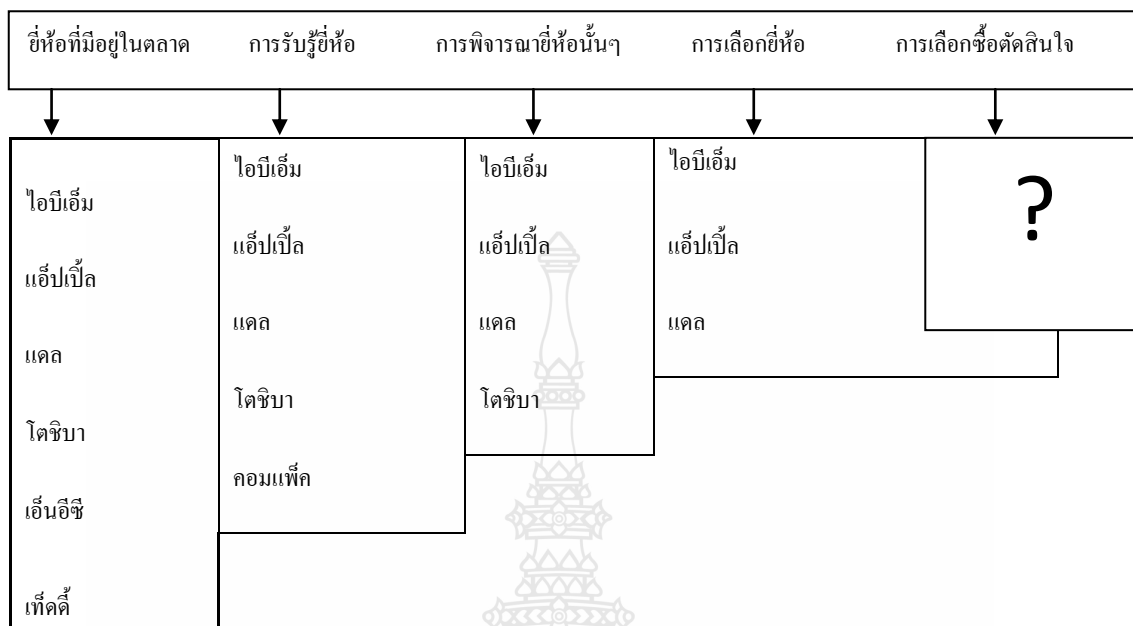 ยี่ห้อที่มีอยู่ในตลาด การรับรู้ยี่ห้อ การพิจารณายี่ห้อนั้นๆ การเลือกยี่ห้อ การเลือกซื้อตัดสินใจ
ไอบีเอ็ม
แอ็ปเปิ้ล
แดล
โตชิบา
เอ็นอีซี
เท็ดดี้
ไอบีเอ็ม
แอ็ปเปิ้ล
แดล
โตชิบา
คอมแพ็ค
ไอบีเอ็ม
แอ็ปเปิ้ล
แดล
โตชิบา
ไอบีเอ็ม
แอ็ปเปิ้ล
แดล
?